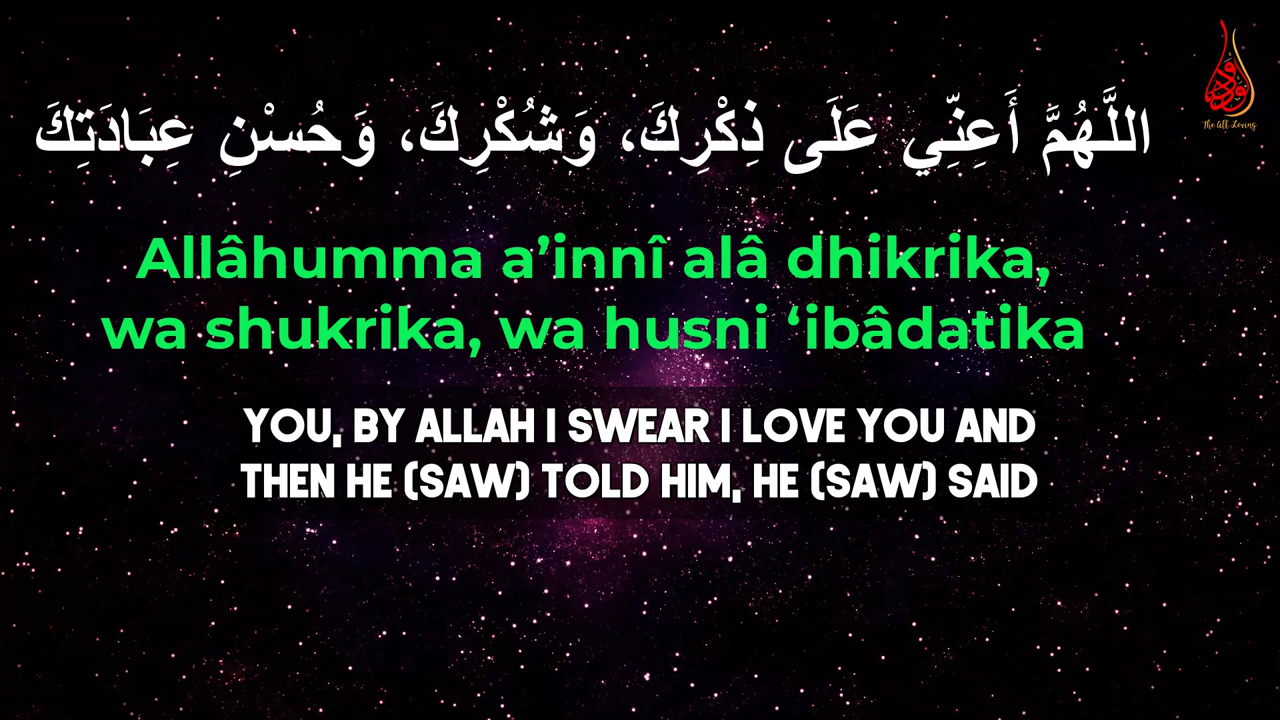 اللَّهُمَّ أَعِنِّي عَلَى ذِكْرِكَ، وَشُكْرِكَ، وَحُسْنِ عِبَادَتِكَ
The All Loving
Allâhumma a’innî alâ dhikrika,
wa shukrika, wa husni ‘ibâdatika
YOU, BY ALLAH I SWEAR I LOVE YOU AND
THEN HE (SAW) TOLD HIM, HE (SAW) SAID